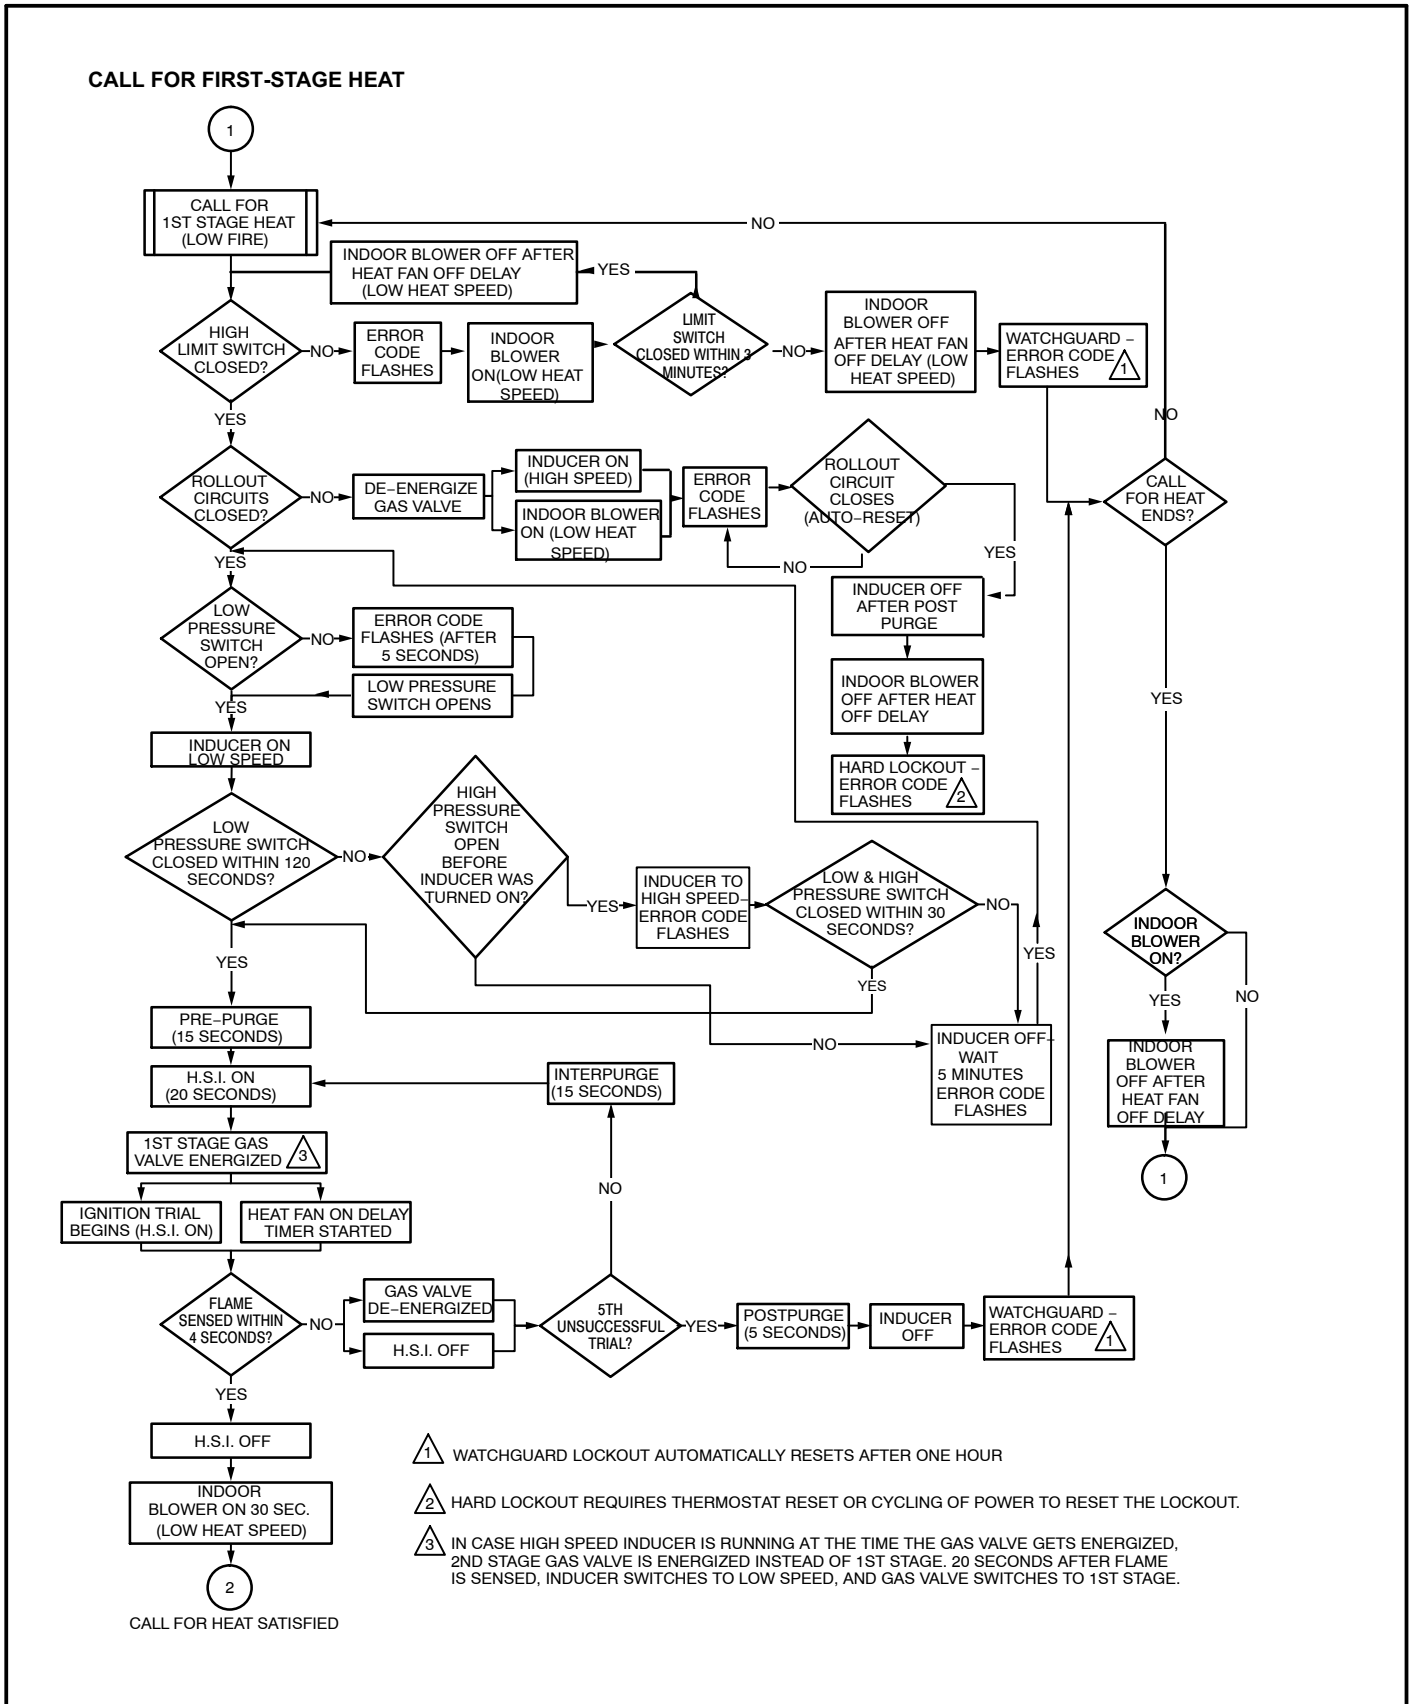 CALL FOR FIRST-STAGE HEAT
1
CALL FOR
1ST STAGE HEAT
(LOW FIRE)
NO
INDOOR BLOWER OFF AFTER
HEAT FAN OFF DELAY
(LOW HEAT SPEED)
YES
HIGH
LIMIT SWITCH
CLOSED?
NO
ERROR
CODE
FLASHES
INDOOR
BLOWER
ON(LOW HEAT
SPEED)
LIMIT
SWITCH
CLOSED WITHIN 3
MINUTES?
NO
INDOOR
BLOWER OFF
AFTER HEAT FAN
OFF DELAY (LOW
HEAT SPEED)
WATCHGUARD –
ERROR CODE
FLASHES
1
NO
YES
ROLLOUT
CIRCUITS
CLOSED?
NO
DE–ENERGIZE
GAS VALVE
INDUCER ON
(HIGH SPEED)
INDOOR BLOWER
ON (LOW HEAT
SPEED)
ERROR
CODE
FLASHES
ROLLOUT
CIRCUIT
CLOSES
(AUTO–RESET)
NO
YES
CALL
FOR HEAT
ENDS?
YES
INDUCER OFF
AFTER POST
PURGE
INDOOR BLOWER
OFF AFTER HEAT
OFF DELAY
HARD LOCKOUT –
ERROR CODE
FLASHES
2
YES
LOW
PRESSURE
SWITCH
OPEN?
NO
ERROR CODE
FLASHES (AFTER
5 SECONDS)
LOW PRESSURE
SWITCH OPENS
YES
INDUCER ON
LOW SPEED
LOW
PRESSURE SWITCH
CLOSED WITHIN 120
SECONDS?
NO
HIGH
PRESSURE
SWITCH
OPEN
BEFORE
INDUCER WAS
TURNED ON?
YES
INDUCER TO
HIGH SPEED–
ERROR CODE
FLASHES
LOW & HIGH
PRESSURE SWITCH
CLOSED WITHIN 30
SECONDS?
NO
YES
YES
INDOOR
BLOWER
ON?
YES
NO
YES
PRE–PURGE
(15 SECONDS)
NO
INDUCER OFF–
WAIT
5 MINUTES
ERROR CODE
FLASHES
INDOOR
BLOWER
OFF AFTER
HEAT FAN
OFF DELAY
1
H.S.I. ON
(20 SECONDS)
INTERPURGE
(15 SECONDS)
1ST STAGE GAS
VALVE ENERGIZED
3
NO
IGNITION TRIAL
BEGINS (H.S.I. ON)
HEAT FAN ON DELAY
TIMER STARTED
FLAME
SENSED WITHIN
4 SECONDS?
NO
GAS VALVE
DE–ENERGIZED
H.S.I. OFF
5TH
UNSUCCESSFUL
TRIAL?
YES
POSTPURGE
(5 SECONDS)
INDUCER
OFF
WATCHGUARD –
ERROR CODE
FLASHES
1
YES
H.S.I. OFF
INDOOR
BLOWER ON 30 SEC.
(LOW HEAT SPEED)
2
CALL FOR HEAT SATISFIED
1 WATCHGUARD LOCKOUT AUTOMATICALLY RESETS AFTER ONE HOUR
2 HARD LOCKOUT REQUIRES THERMOSTAT RESET OR CYCLING OF POWER TO RESET THE LOCKOUT.
3 IN CASE HIGH SPEED INDUCER IS RUNNING AT THE TIME THE GAS VALVE GETS ENERGIZED,
2ND STAGE GAS VALVE IS ENERGIZED INSTEAD OF 1ST STAGE. 20 SECONDS AFTER FLAME
IS SENSED, INDUCER SWITCHES TO LOW SPEED, AND GAS VALVE SWITCHES TO 1ST STAGE.